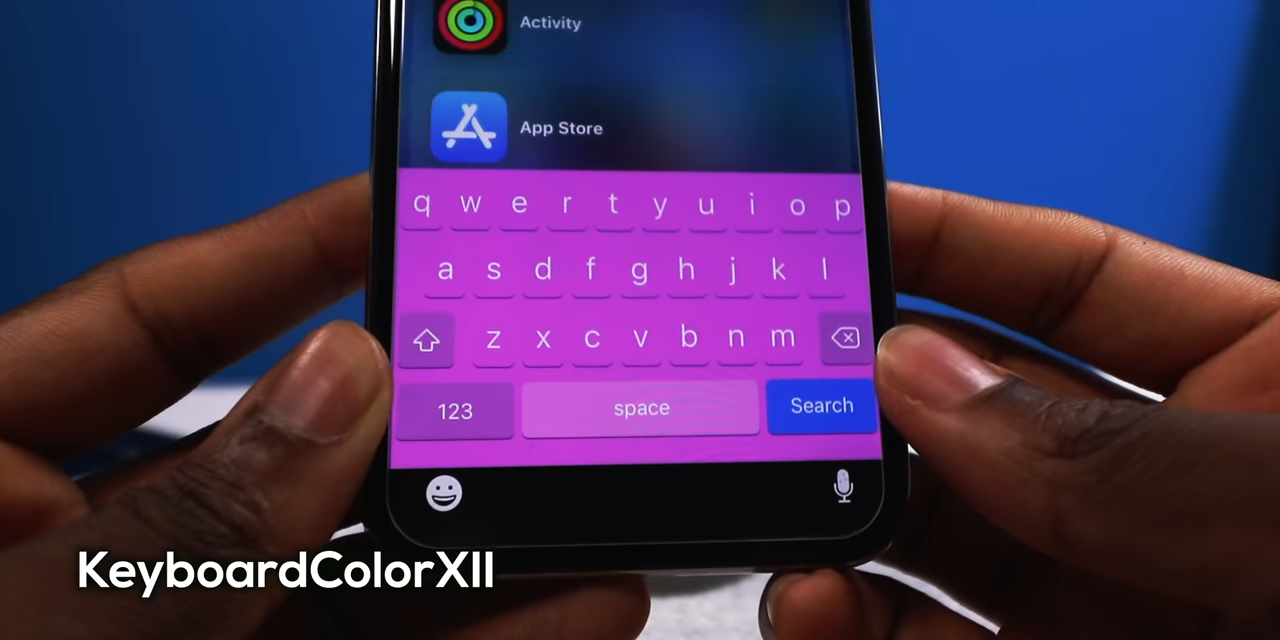 Activity
App Store
q w e r t y u i o p
a s d f g h j k l
z x c v b n m
123 space Search
KeyboardColorXII